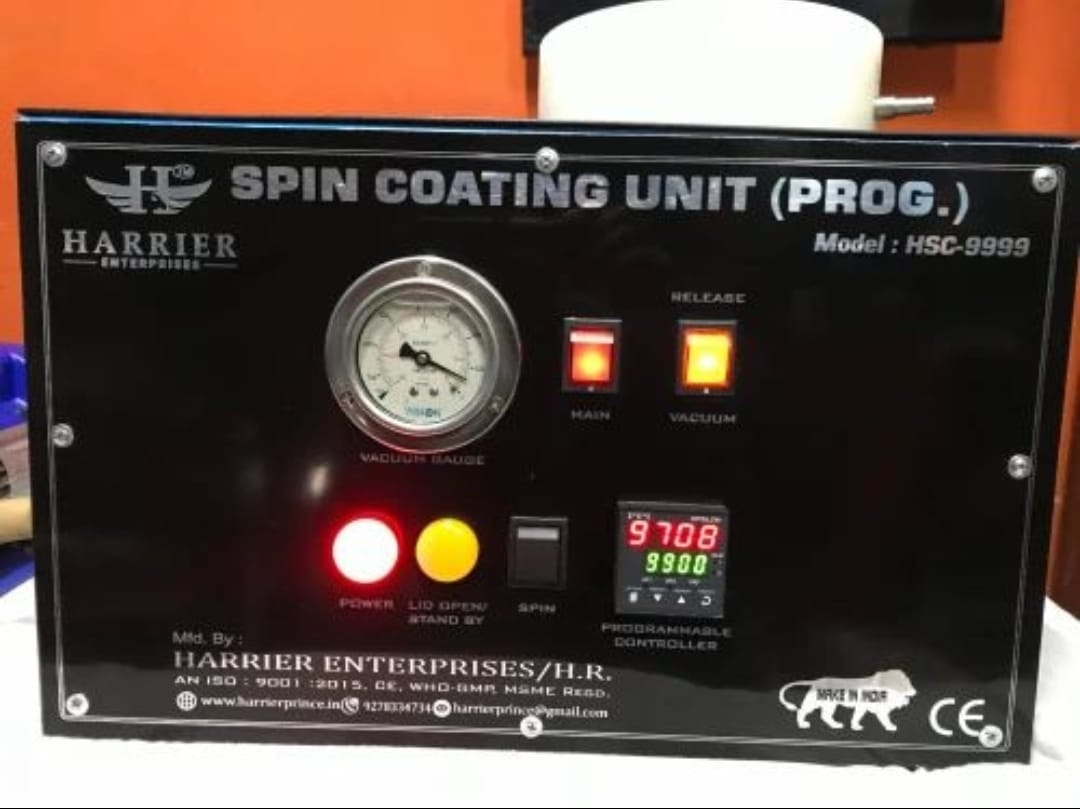 SPIN COATING UNIT (PROG.)
HARRIER
ENTERPRISES
Model : HSC-9999
RELEASE
MAIN
VACUUM
VACUUM GAUGE
9708
9900
POWER
LID OPEN/
STAND BY
SPIN
PROGRAMMABLE
CONTROLLER
Mfd. By :
HARRIER ENTERPRISES/H.R.
AN ISO : 9001 :2015, CE, WHO-GMP, MSME REGD.
www.harrierprince.in 9278334734 harrierprince@gmail.com
MAKE IN INDIA
CE